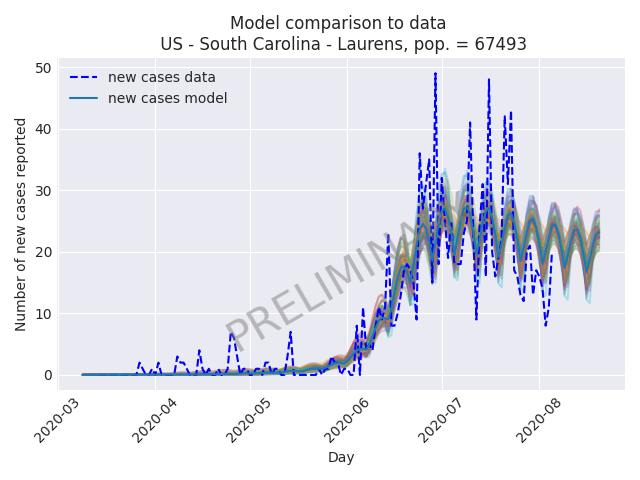 Model comparison to data
US - South Carolina - Laurens, pop. = 67493
new cases data
new cases model
PRELIMINARY
Number of new cases reported
50
40
30
20
10
0
2020-03
2020-04
2020-05
2020-06
2020-07
2020-08
Day